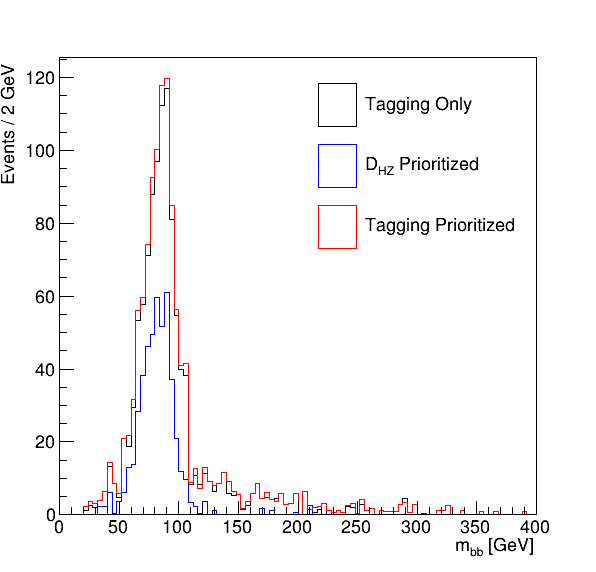 Events / 2 GeV
120
100
80
60
40
20
0
Tagging Only
D_HZ Prioritized
Tagging Prioritized
0 50 100 150 200 250 300 350 400
m_bb [GeV]